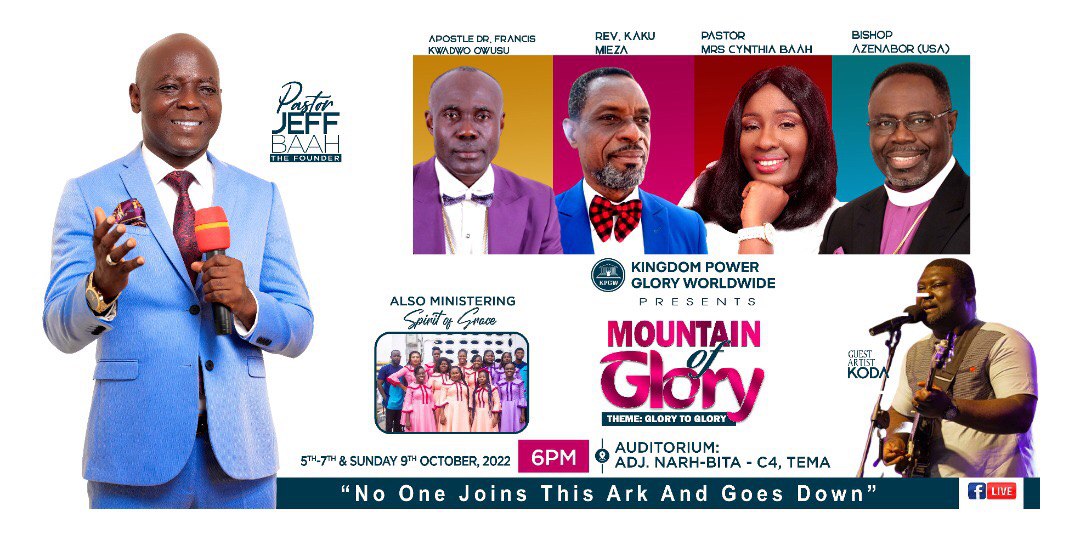 Pastor
JEFF
BAAH
THE FOUNDER
APOSTLE DR. FRANCIS
KWADWO OWUSU
REV. KAKU
MIEZA
PASTOR
MRS CYNTHIA BAAH
BISHOP
AZENABOR (USA)
KPGW
KINGDOM POWER
GLORY WORLDWIDE
PRESENTS
ALSO MINISTERING
Spirit of Grace
MOUNTAIN
of
Glory
THEME: GLORY TO GLORY
GUEST
ARTIST
KODA
5TH-7TH & SUNDAY 9TH OCTOBER, 2022
6PM
AUDITORIUM:
ADJ. NARH-BITA - C4, TEMA
“No One Joins This Ark And Goes Down”
f LIVE